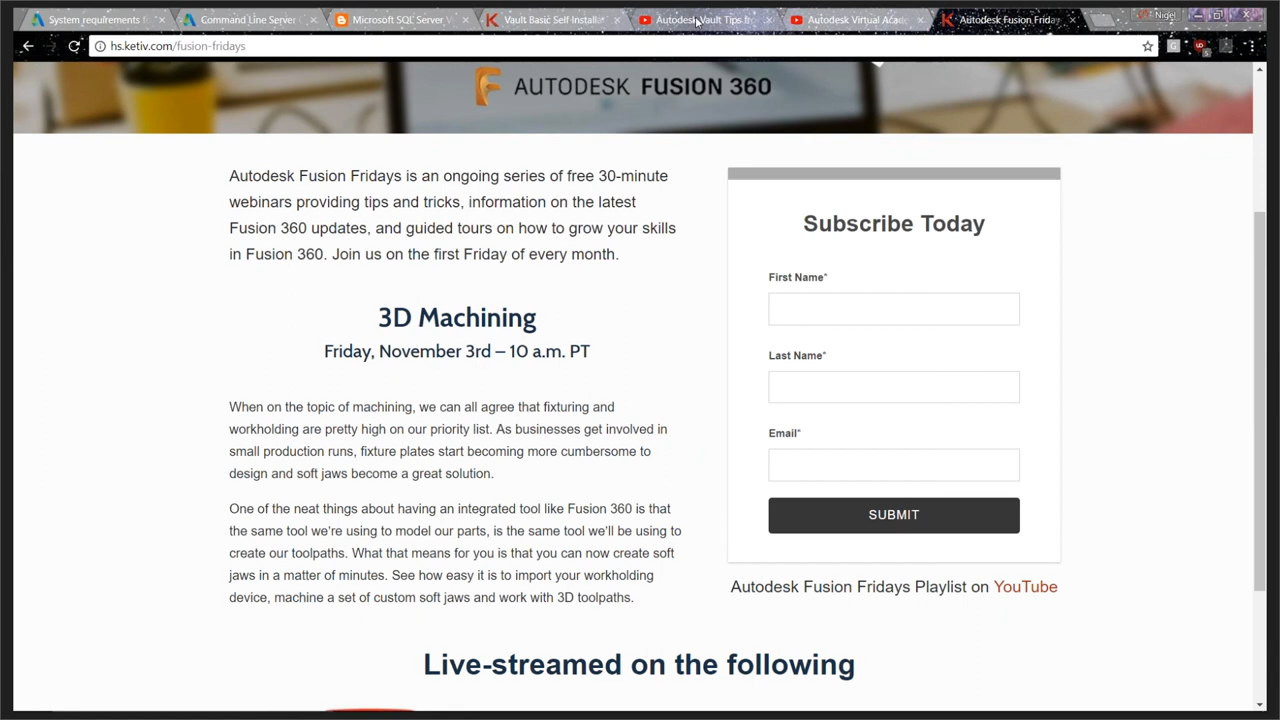 System requirements f
Command Line Server
Microsoft SQL Server
Vault Basic Self-Installa
Autodesk Vault Tips fro
Autodesk Virtual Acade
Autodesk Fusion Friday
Nigel
hs.ketiv.com/fusion-fridays
AUTODESK FUSION 360
Autodesk Fusion Fridays is an ongoing series of free 30-minute
webinars providing tips and tricks, information on the latest
Fusion 360 updates, and guided tours on how to grow your skills
in Fusion 360. Join us on the first Friday of every month.
3D Machining
Friday, November 3rd – 10 a.m. PT
When on the topic of machining, we can all agree that fixturing and
workholding are pretty high on our priority list. As businesses get involved in
small production runs, fixture plates start becoming more cumbersome to
design and soft jaws become a great solution.
One of the neat things about having an integrated tool like Fusion 360 is that
the same tool we're using to model our parts, is the same tool we'll be using to
create our toolpaths. What that means for you is that you can now create soft
jaws in a matter of minutes. See how easy it is to import your workholding
device, machine a set of custom soft jaws and work with 3D toolpaths.
Subscribe Today
First Name*
Last Name*
Email*
SUBMIT
Autodesk Fusion Fridays Playlist on YouTube
Live-streamed on the following